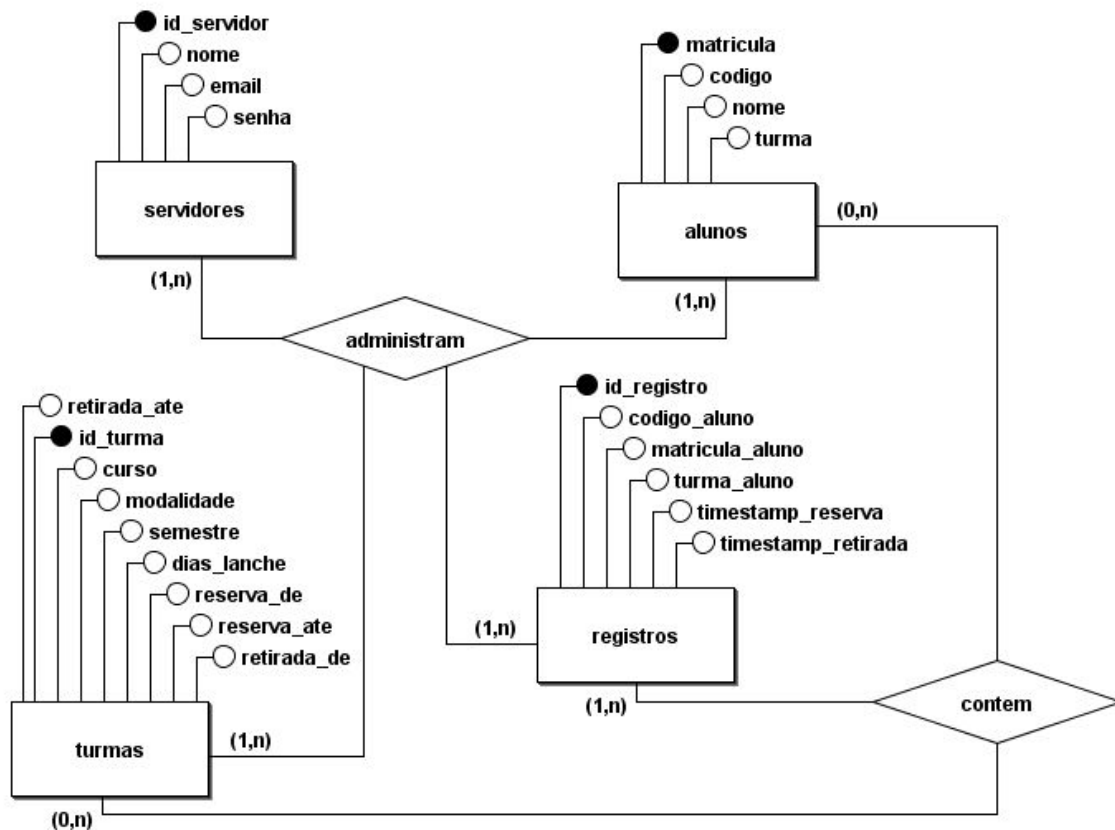 id_servidor
nome
email
senha
servidores
(1,n)
matricula
codigo
nome
turma
alunos
(0,n)
(1,n)
administram
retirada_ate
id_turma
curso
modalidade
semestre
dias_lanche
reserva_de
reserva_ate
retirada_de
turmas
(1,n)
(0,n)
id_registro
codigo_aluno
matricula_aluno
turma_aluno
timestamp_reserva
timestamp_retirada
registros
(1,n)
(1,n)
contem